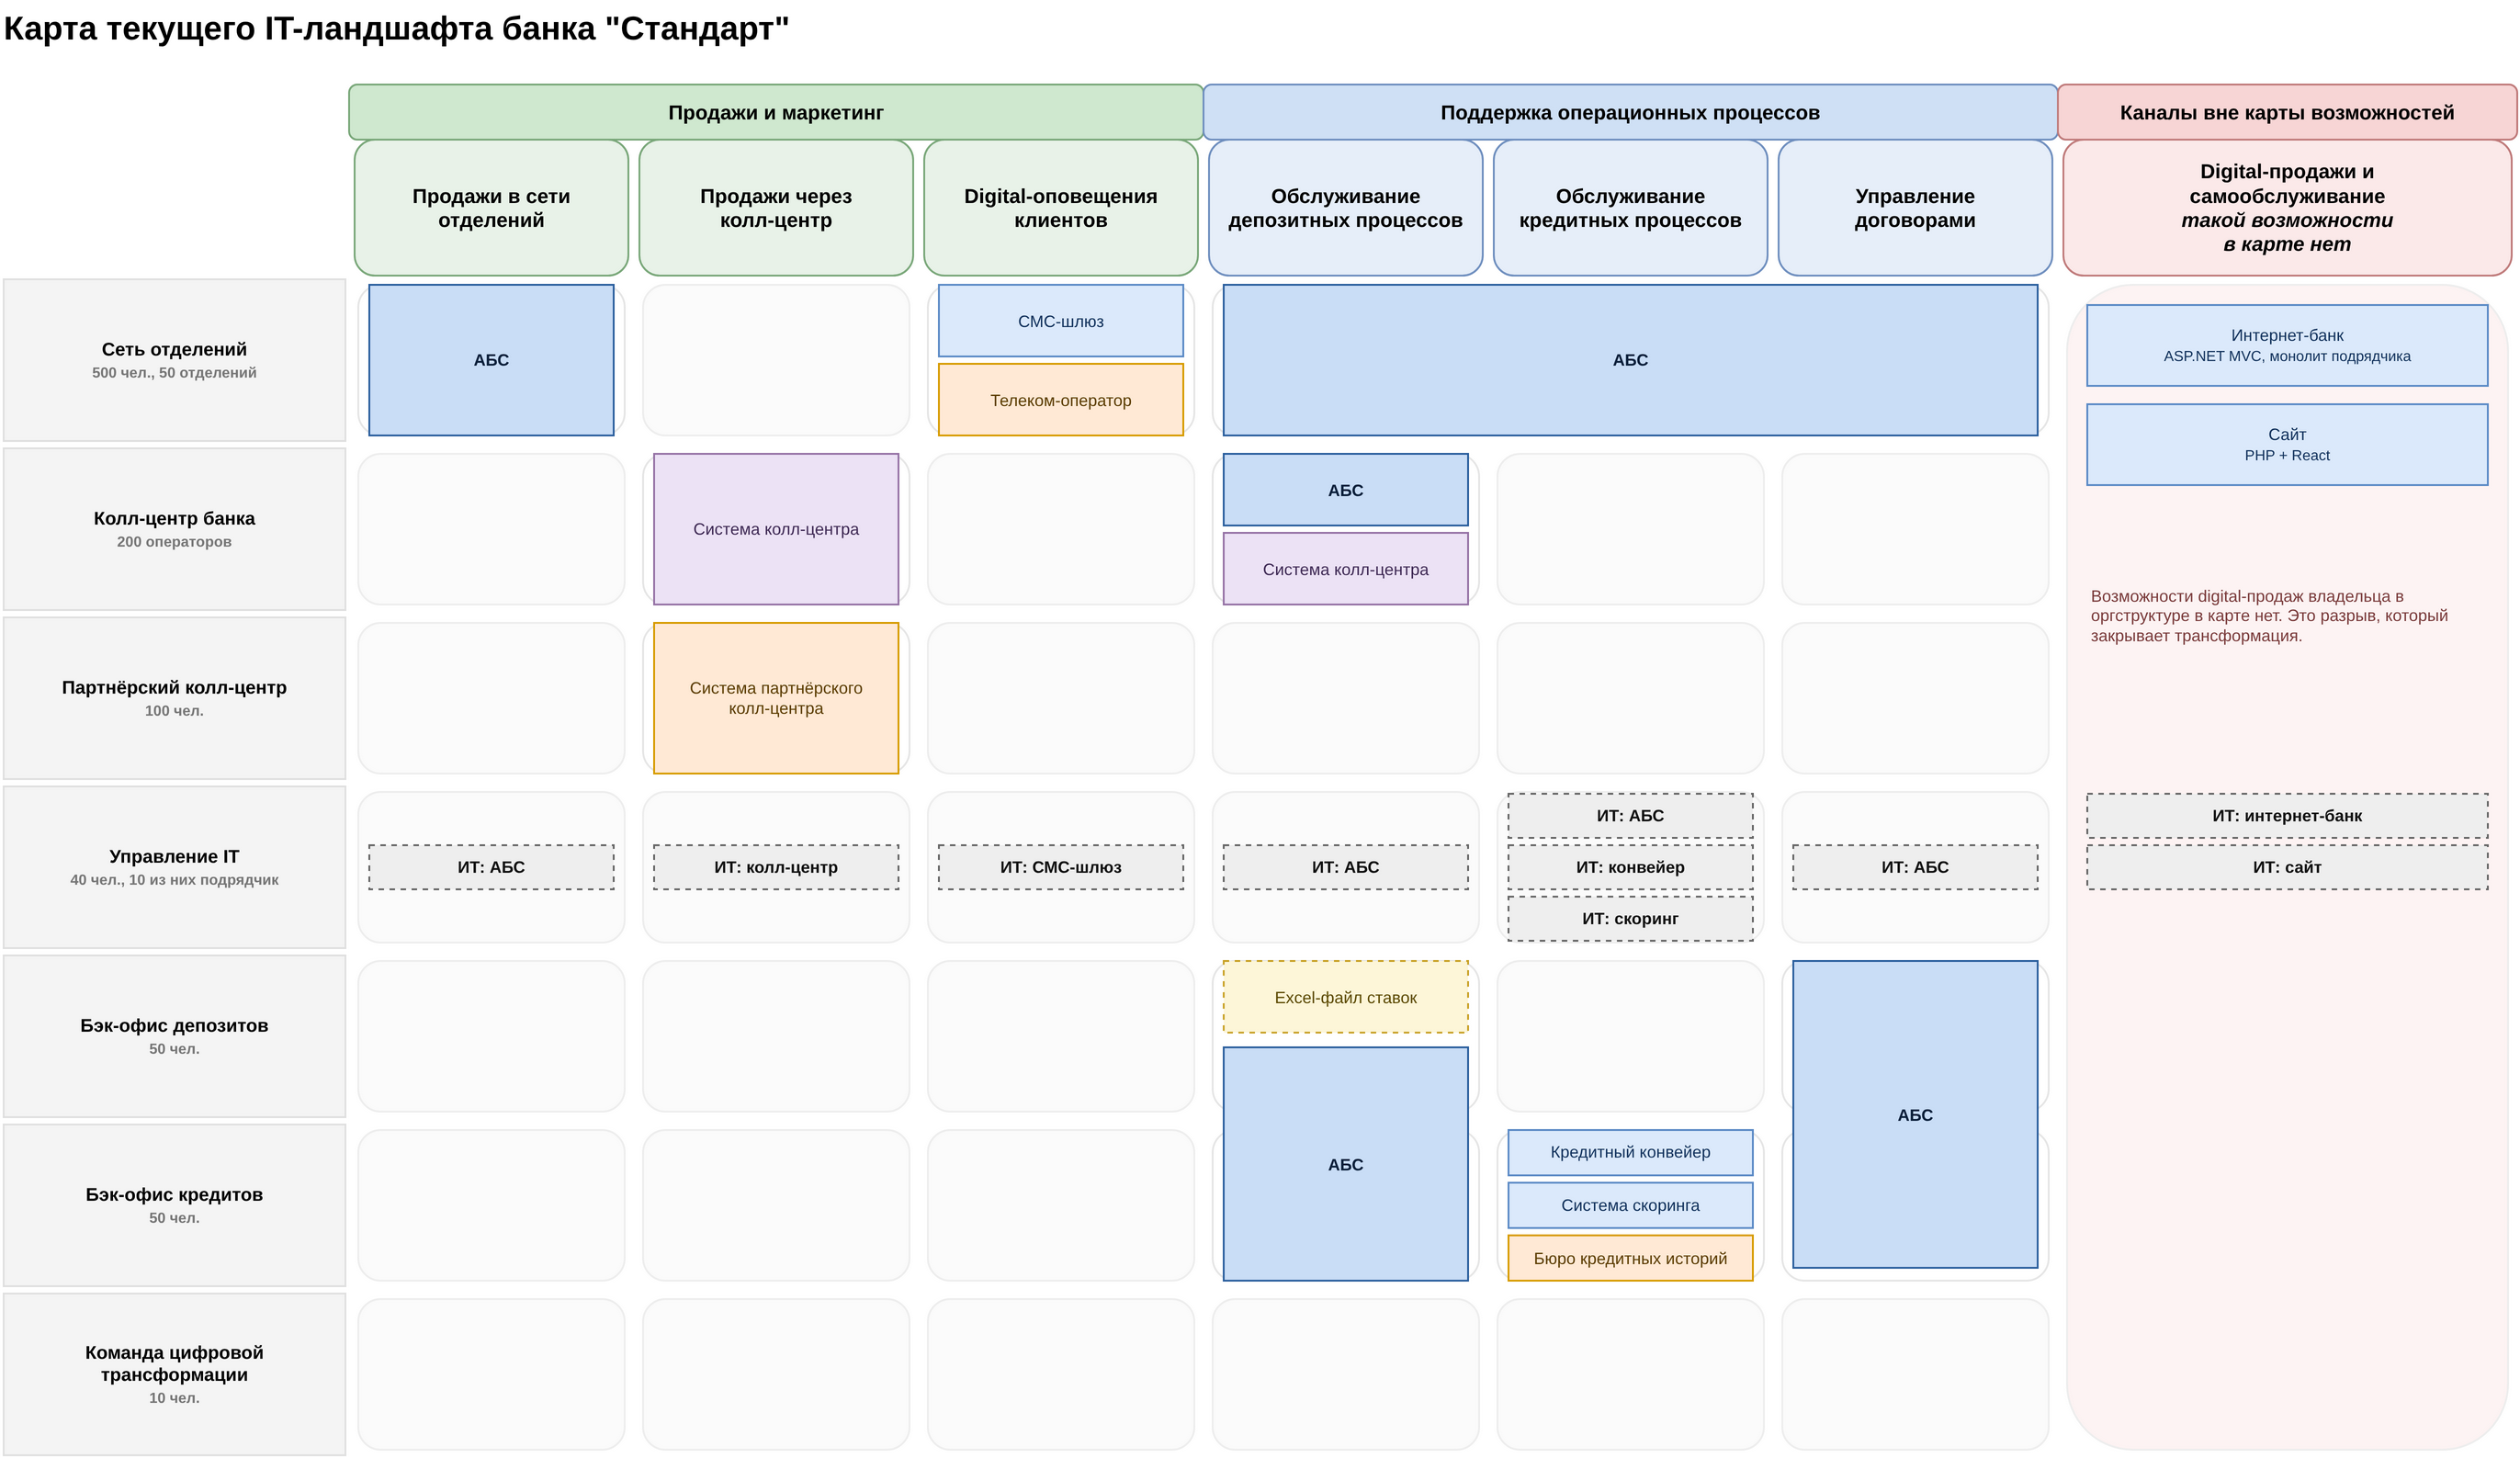 Карта текущего IT-ландшафта банка "Стандарт"
Продажи и маркетинг
Поддержка операционных процессов
Каналы вне карты возможностей
Продажи в сети
отделений
Продажи через
колл-центр
Digital-оповещения
клиентов
Обслуживание
депозитных процессов
Обслуживание
кредитных процессов
Управление
договорами
Digital-продажи и
самообслуживание
такой возможности
в карте нет
Сеть отделений
500 чел., 50 отделений
АБС
СМС-шлюз
Телеком-оператор
АБС
Интернет-банк
ASP.NET MVC, монолит подрядчика
Сайт
PHP + React
Колл-центр банка
200 операторов
Система колл-центра
АБС
Система колл-центра
Возможности digital-продаж владельца в
оргструктуре в карте нет. Это разрыв, который
закрывает трансформация.
Партнёрский колл-центр
100 чел.
Система партнёрского
колл-центра
Управление IT
40 чел., 10 из них подрядчик
ИТ: АБС
ИТ: колл-центр
ИТ: СМС-шлюз
ИТ: АБС
ИТ: АБС
ИТ: конвейер
ИТ: скоринг
ИТ: АБС
ИТ: интернет-банк
ИТ: сайт
Бэк-офис депозитов
50 чел.
Excel-файл ставок
АБС
АБС
Бэк-офис кредитов
50 чел.
Кредитный конвейер
Система скоринга
Бюро кредитных историй
Команда цифровой
трансформации
10 чел.